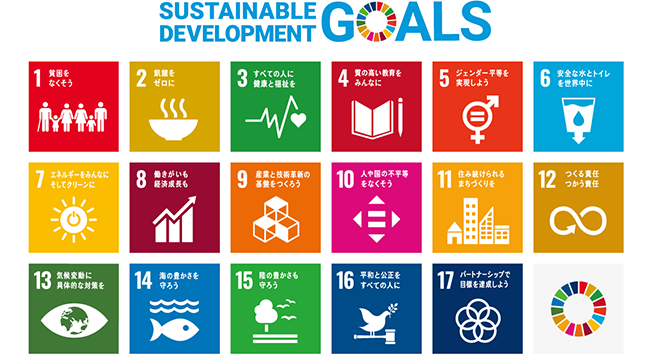 SUSTAINABLE
DEVELOPMENT
GOALS
1 貧困を
なくそう
2 飢餓を
ゼロに
3 すべての人に
健康と福祉を
4 質の高い教育を
みんなに
5 ジェンダー平等を
実現しよう
6 安全な水とトイレ
を世界中に
7 エネルギーをみんなに
そしてクリーンに
8 働きがいも
経済成長も
9 産業と技術革新の
基盤をつくろう
10 人や国の不平等
をなくそう
11 住み続けられる
まちづくりを
12 つくる責任
つかう責任
13 気候変動に
具体的な対策を
14 海の豊かさを
守ろう
15 陸の豊かさも
守ろう
16 平和と公正を
すべての人に
17 パートナーシップで
目標を達成しよう